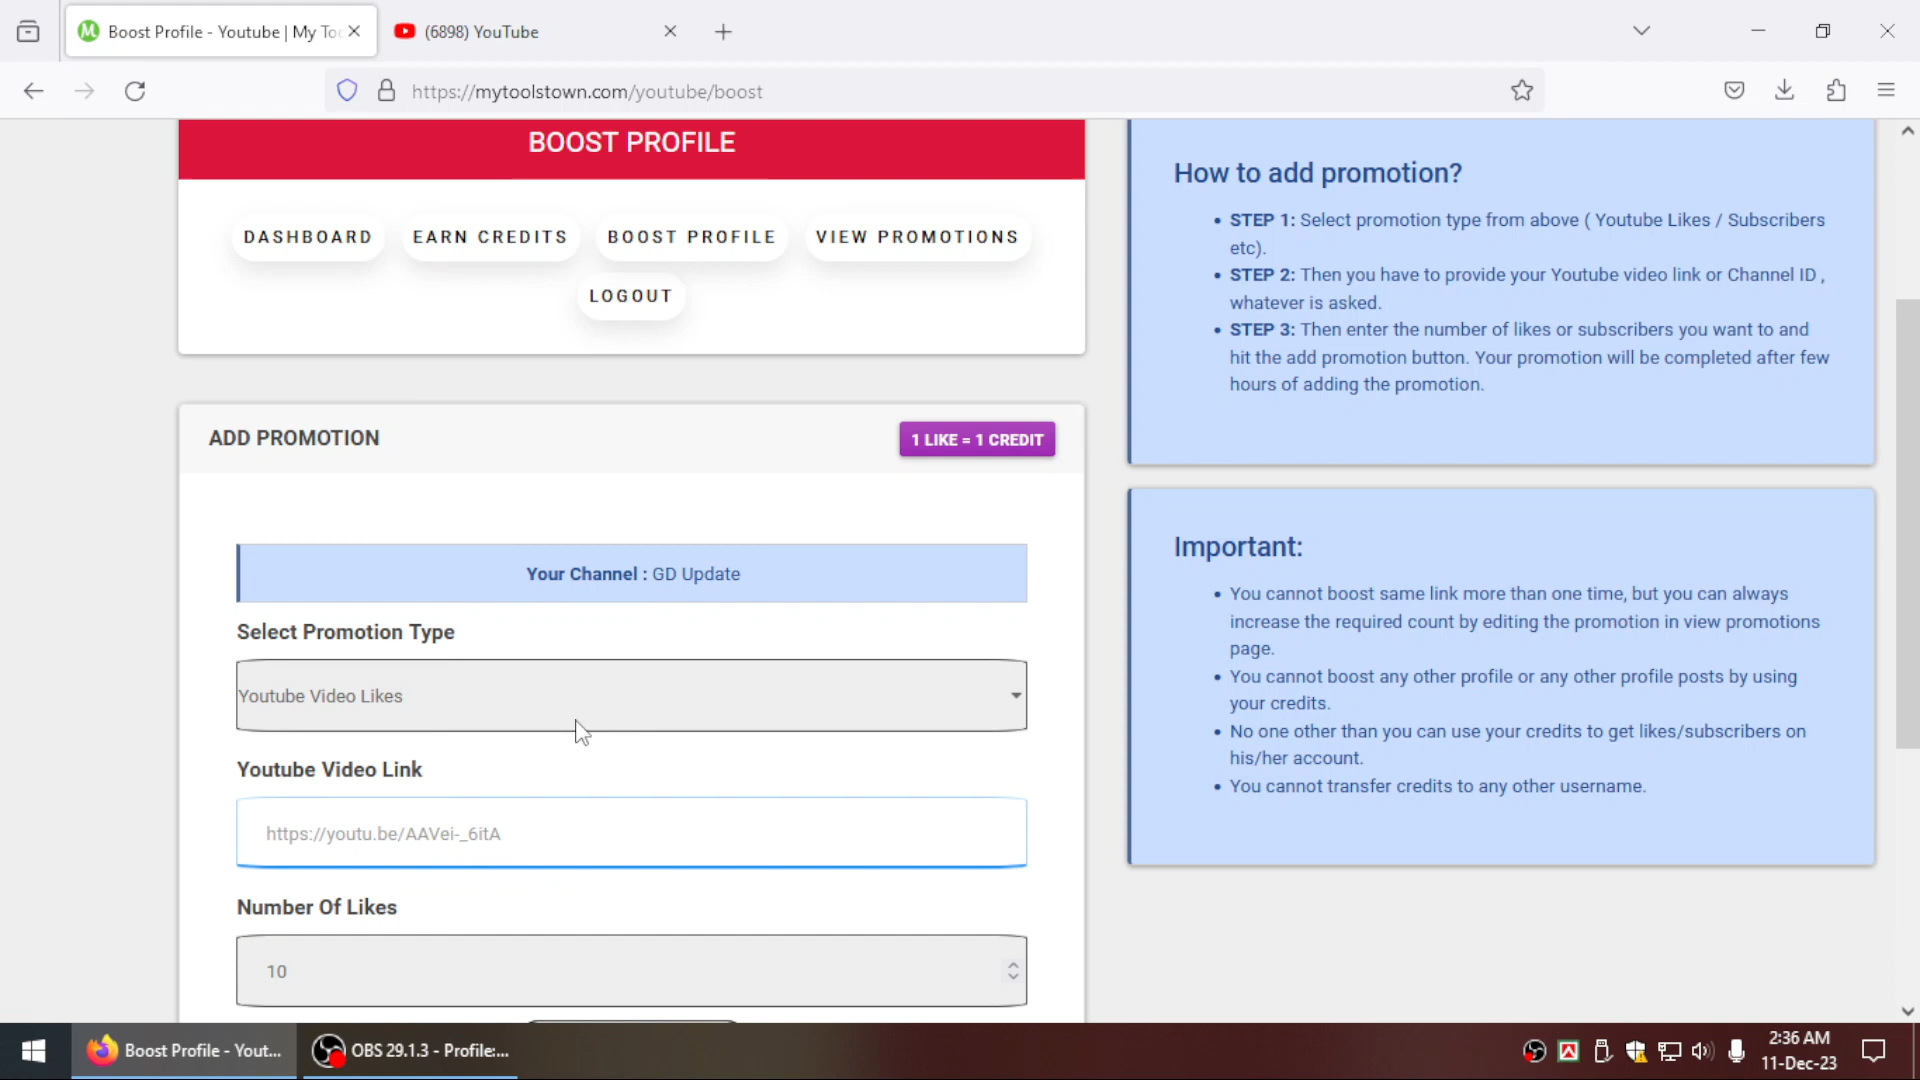 Boost Profile - Youtube | My To
(6898) YouTube
https://mytoolstown.com/youtube/boost
BOOST PROFILE
DASHBOARD
EARN CREDITS
BOOST PROFILE
VIEW PROMOTIONS
LOGOUT
ADD PROMOTION
1 LIKE = 1 CREDIT
Your Channel : GD Update
Select Promotion Type
Youtube Video Likes
Youtube Video Link
https://youtu.be/AAVei-_6itA
Number Of Likes
10
How to add promotion?
• STEP 1: Select promotion type from above ( Youtube Likes / Subscribers
etc).
• STEP 2: Then you have to provide your Youtube video link or Channel ID ,
whatever is asked.
• STEP 3: Then enter the number of likes or subscribers you want to and
hit the add promotion button. Your promotion will be completed after few
hours of adding the promotion.
Important:
• You cannot boost same link more than one time, but you can always
increase the required count by editing the promotion in view promotions
page.
• You cannot boost any other profile or any other profile posts by using
your credits.
• No one other than you can use your credits to get likes/subscribers on
his/her account.
• You cannot transfer credits to any other username.
Boost Profile - Yout...
OBS 29.1.3 - Profile:...
2:36 AM
11-Dec-23